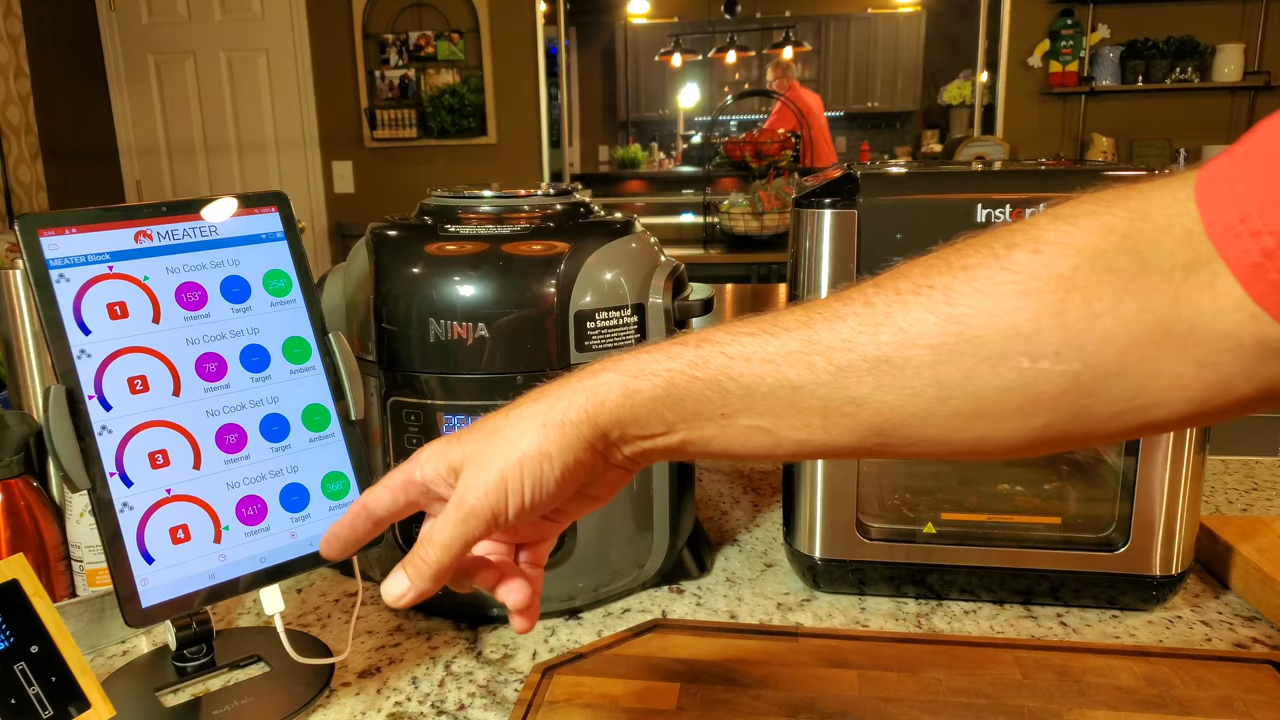 MEATER
MEATER Block
No Cook Set Up
1
153°
254°
Internal
Target
Ambient
No Cook Set Up
2
78°
Internal
Target
Ambient
No Cook Set Up
3
78°
Internal
Target
Ambient
No Cook Set Up
4
141°
368°
Internal
Target
Ambient
NINJA
Lift the Lid
to Sneak a Peek
Instant